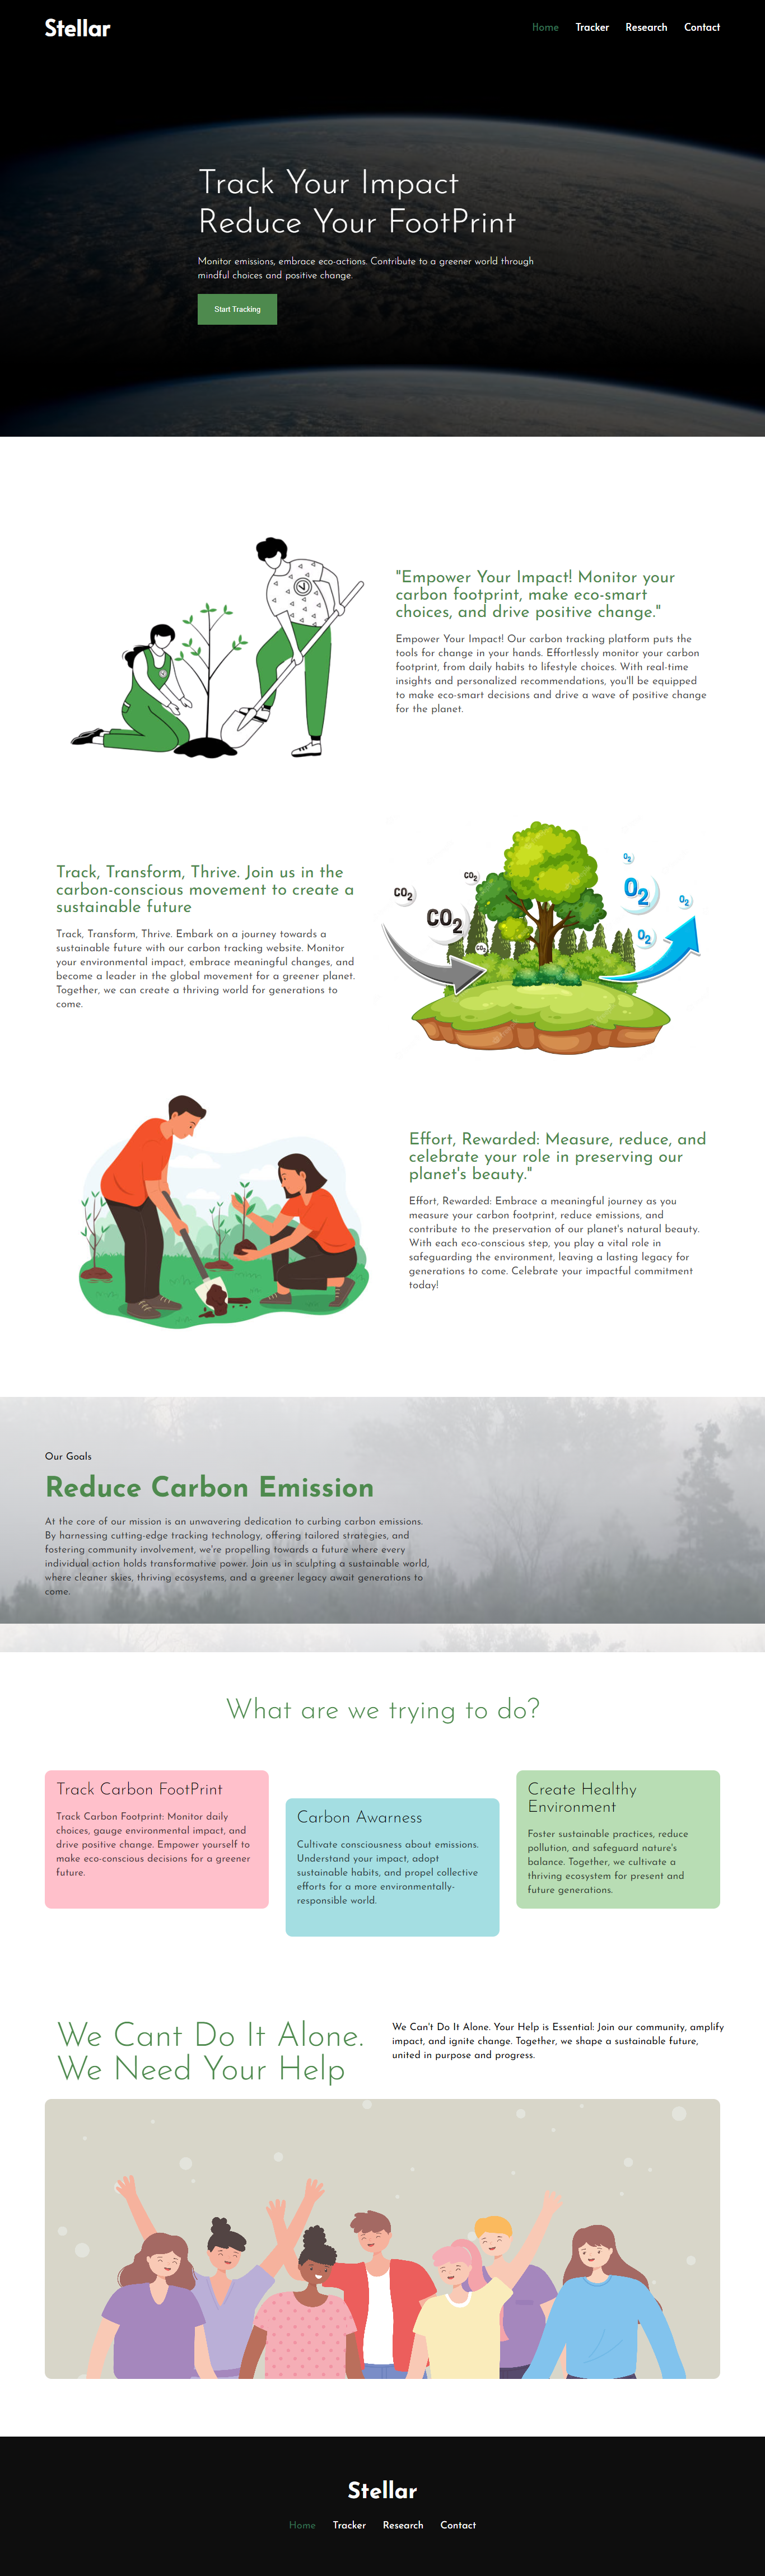 Stellar
Home Tracker Research Contact
Track Your Impact
Reduce Your FootPrint
Monitor emissions, embrace eco-actions. Contribute to a greener world through
mindful choices and positive change.
Start Tracking
"Empower Your Impact! Monitor your
carbon footprint, make eco-smart
choices, and drive positive change."
Empower Your Impact! Our carbon tracking platform puts the
tools for change in your hands. Effortlessly monitor your carbon
footprint, from daily habits to lifestyle choices. With real-time
insights and personalized recommendations, you'll be equipped
to make eco-smart decisions and drive a wave of positive change
for the planet.
Track, Transform, Thrive. Join us in the
carbon-conscious movement to create a
sustainable future
Track, Transform, Thrive. Embark on a journey towards a
sustainable future with our carbon tracking website. Monitor
your environmental impact, embrace meaningful changes, and
become a leader in the global movement for a greener planet.
Together, we can create a thriving world for generations to
come.
CO2
CO2
CO2
CO2
O2
O2
O2
O2
Effort, Rewarded: Measure, reduce, and
celebrate your role in preserving our
planet's beauty."
Effort, Rewarded: Embrace a meaningful journey as you
measure your carbon footprint, reduce emissions, and
contribute to the preservation of our planet's natural beauty.
With each eco-conscious step, you play a vital role in
safeguarding the environment, leaving a lasting legacy for
generations to come. Celebrate your impactful commitment
today!
Our Goals
Reduce Carbon Emission
At the core of our mission is an unwavering dedication to curbing carbon emissions.
By harnessing cutting-edge tracking technology, offering tailored strategies, and
fostering community involvement, we're propelling towards a future where every
individual action holds transformative power. Join us in sculpting a sustainable world,
where cleaner skies, thriving ecosystems, and a greener legacy await generations to
come.
What are we trying to do?
Track Carbon FootPrint
Track Carbon Footprint: Monitor daily
choices, gauge environmental impact, and
drive positive change. Empower yourself to
make eco-conscious decisions for a greener
future.
Carbon Awarness
Cultivate consciousness about emissions.
Understand your impact, adopt
sustainable habits, and propel collective
efforts for a more environmentally-
responsible world.
Create Healthy
Environment
Foster sustainable practices, reduce
pollution, and safeguard nature's
balance. Together, we cultivate a
thriving ecosystem for present and
future generations.
We Cant Do It Alone.
We Need Your Help
We Can't Do It Alone. Your Help is Essential: Join our community, amplify
impact, and ignite change. Together, we shape a sustainable future,
united in purpose and progress.
Stellar
Home Tracker Research Contact